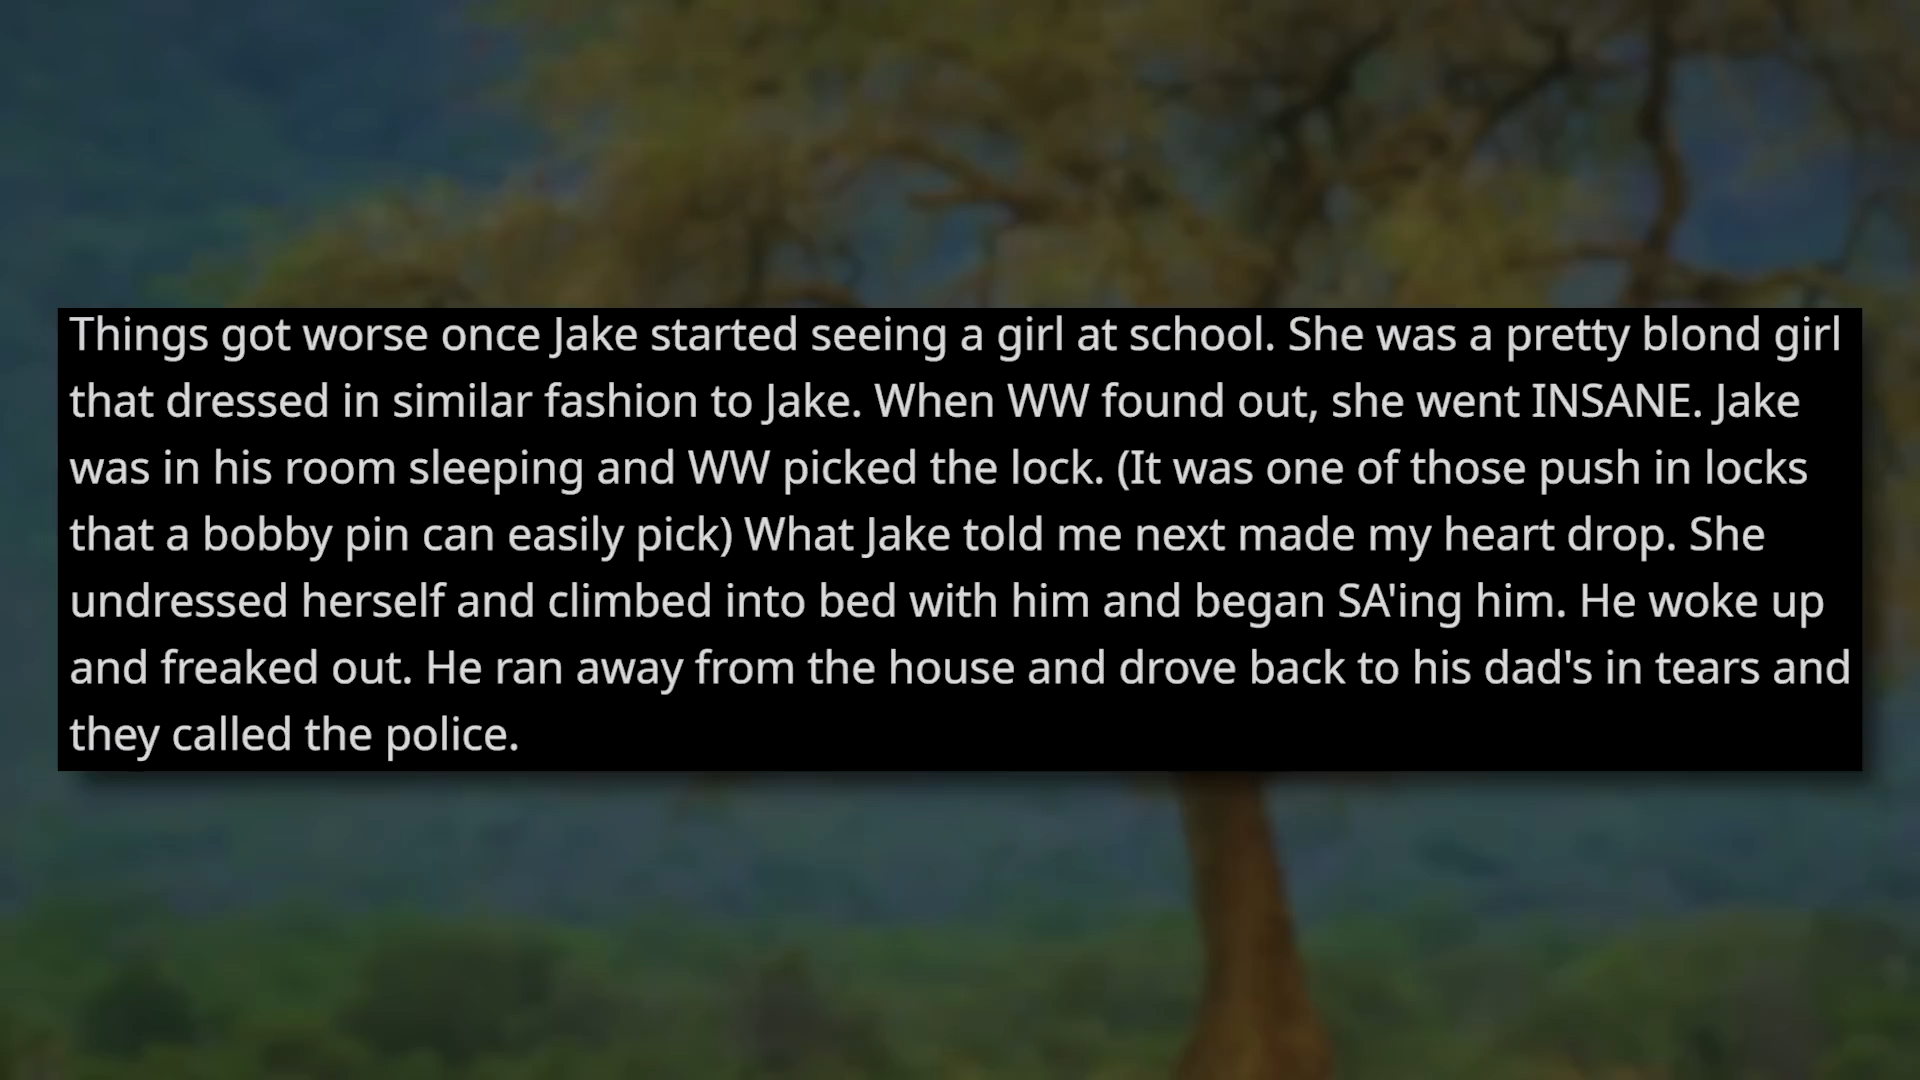 Things got worse once Jake started seeing a girl at school. She was a pretty blond girl
that dressed in similar fashion to Jake. When WW found out, she went INSANE. Jake
was in his room sleeping and WW picked the lock. (It was one of those push in locks
that a bobby pin can easily pick) What Jake told me next made my heart drop. She
undressed herself and climbed into bed with him and began SA'ing him. He woke up
and freaked out. He ran away from the house and drove back to his dad's in tears and
they called the police.